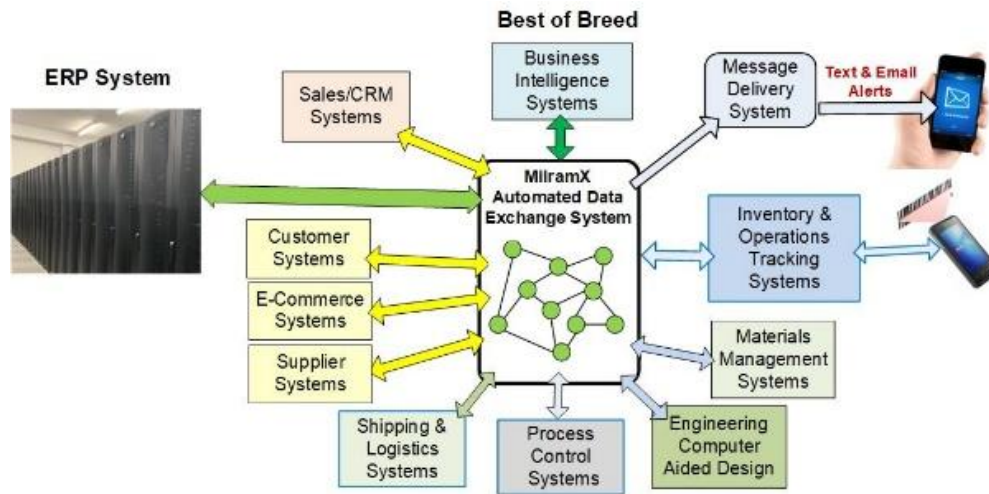 Best of Breed
ERP System
Sales/CRM
Systems
Business
Intelligence
Systems
Message
Delivery
System
Text & Email
Alerts
MilramX
Automated Data
Exchange System
Customer
Systems
E-Commerce
Systems
Supplier
Systems
Inventory &
Operations
Tracking
Systems
Materials
Management
Systems
Shipping &
Logistics
Systems
Process
Control
Systems
Engineering
Computer
Aided Design